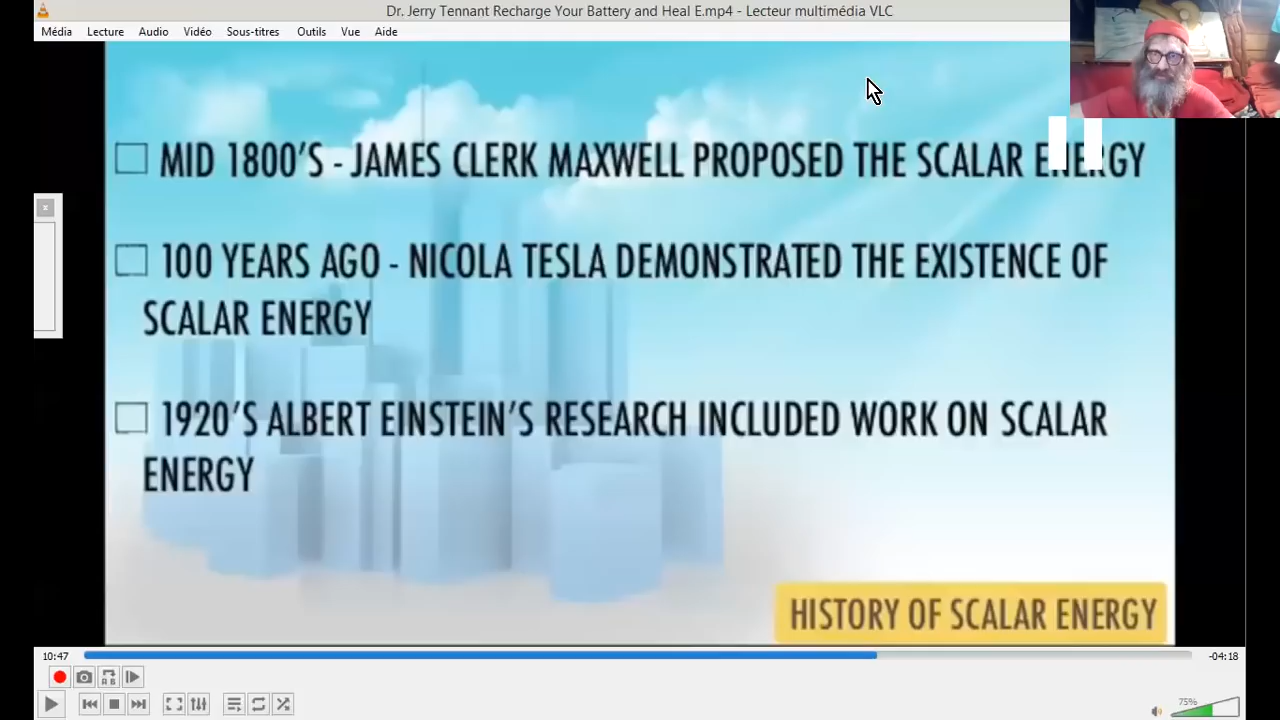 Dr. Jerry Tennant Recharge Your Battery and Heal E.mp4 - Lecteur multimédia VLC
Média Lecture Audio Vidéo Sous-titres Outils Vue Aide
MID 1800'S - JAMES CLERK MAXWELL PROPOSED THE SCALAR ENERGY
100 YEARS AGO - NICOLA TESLA DEMONSTRATED THE EXISTENCE OF
SCALAR ENERGY
1920'S ALBERT EINSTEIN'S RESEARCH INCLUDED WORK ON SCALAR
ENERGY
HISTORY OF SCALAR ENERGY
10:47 -04:18
75%